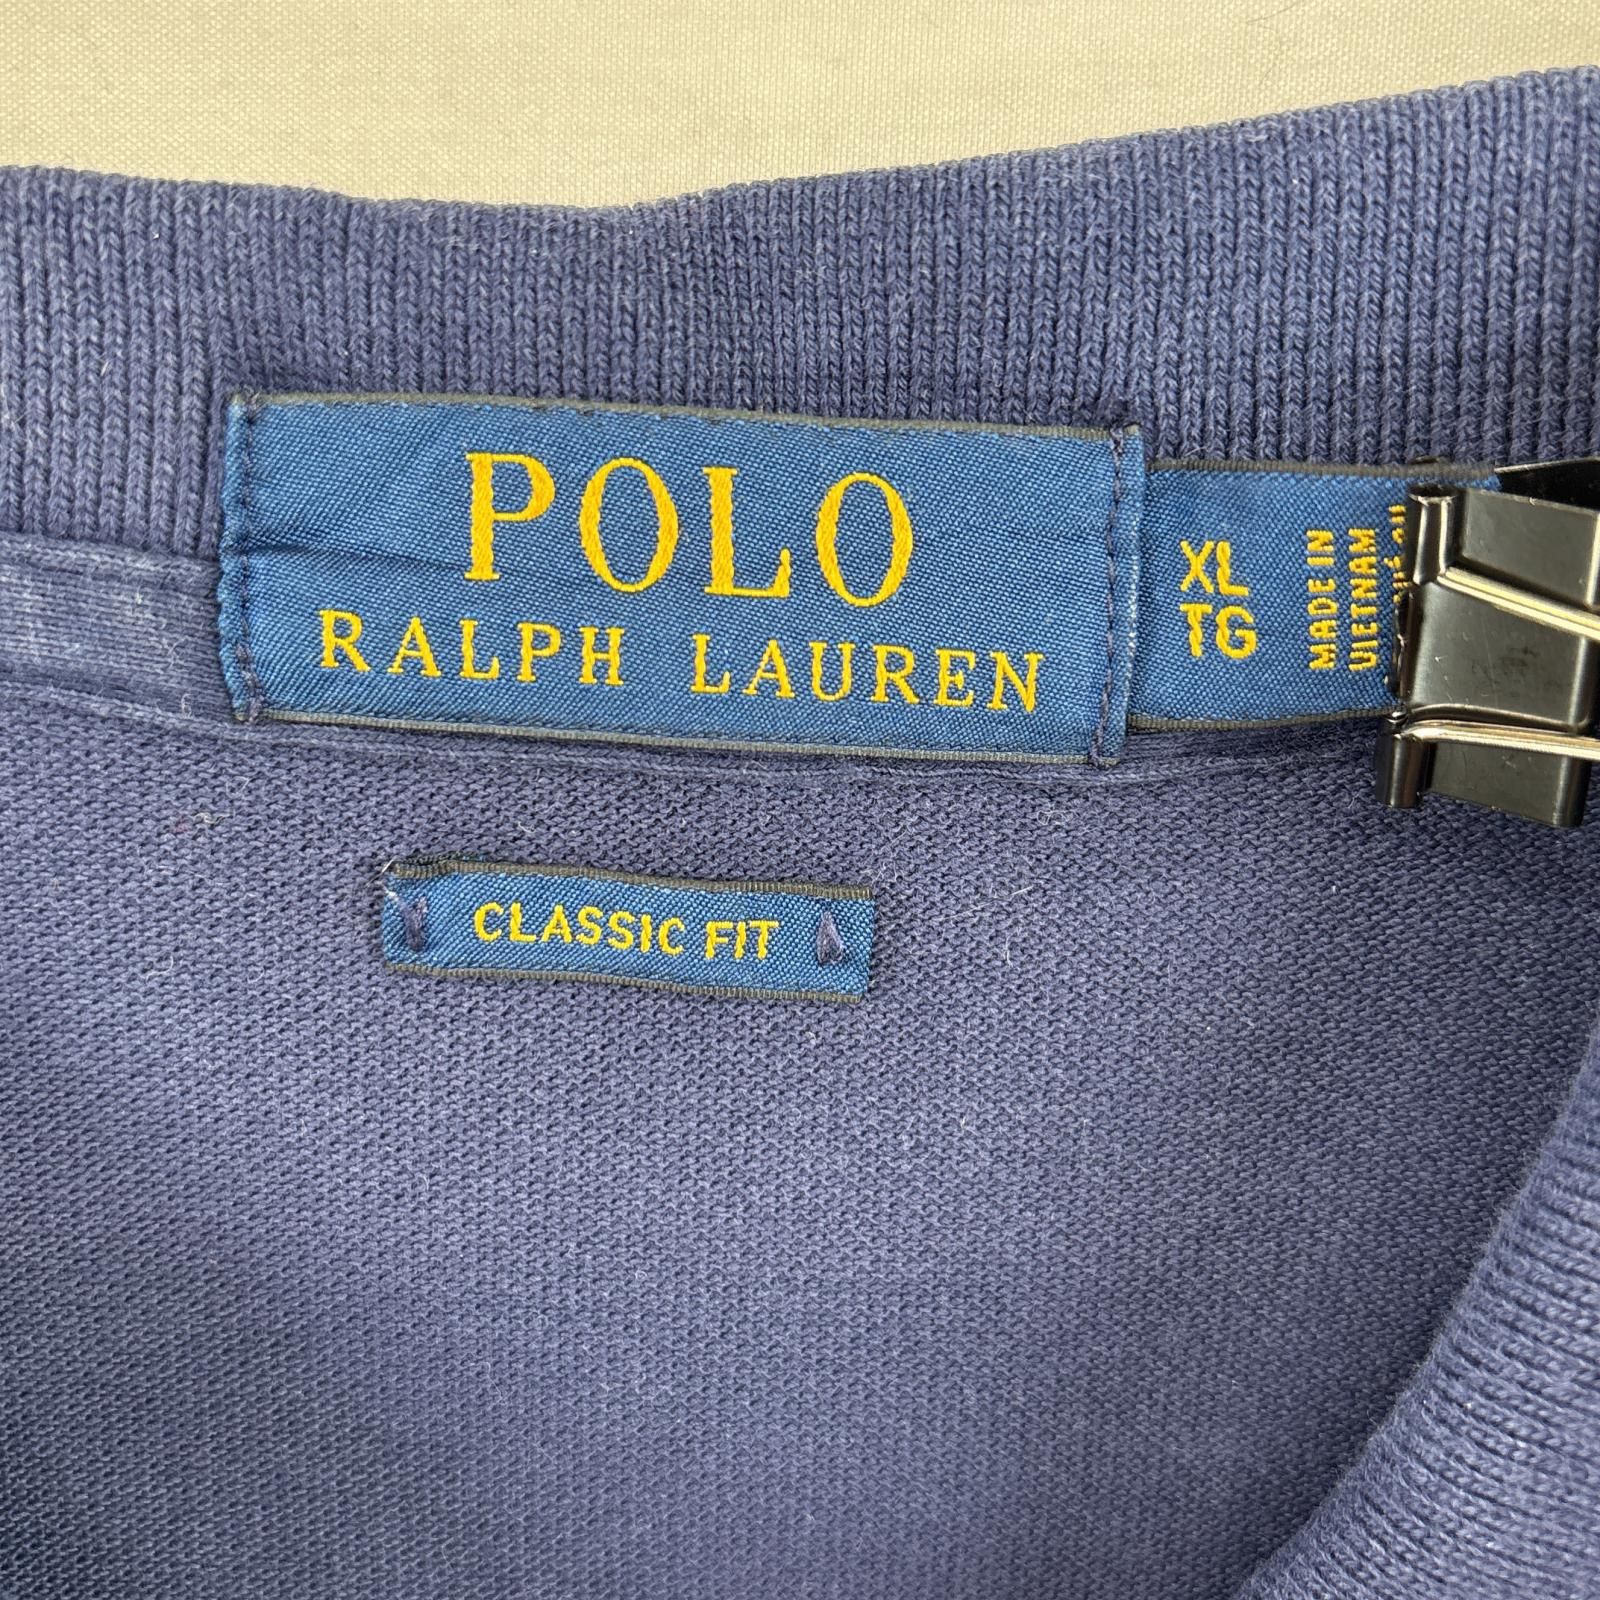 POLO
RALPH LAUREN
XL
TG
MADE IN
VIETNAM
CLASSIC FIT